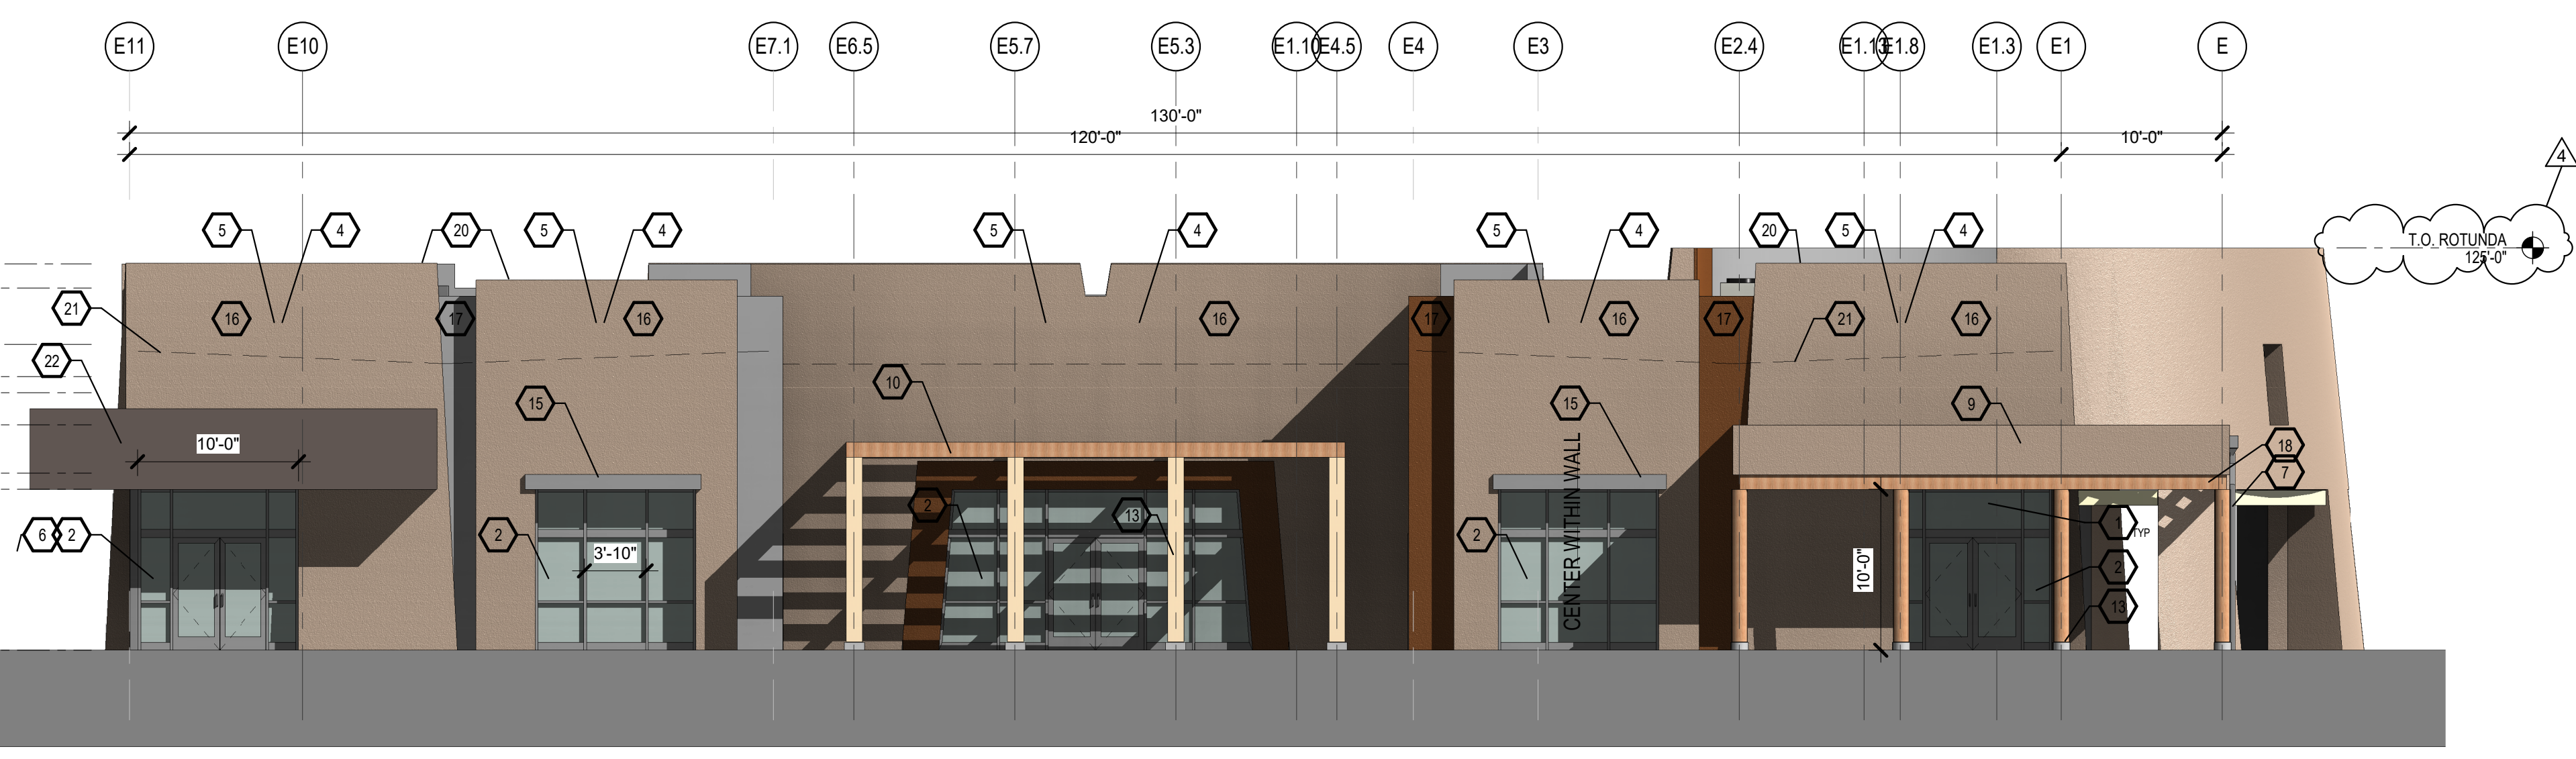 E11 E10 E7.1 E6.5 E5.7 E5.3 E1.10 E4.5 E4 E3 E2.4 E1.13 E1.8 E1.3 E1 E
130'-0"
120'-0" 10'-0"
4
5 4 20 5 4 5 4 5 4 20 5 4
T.O. ROTUNDA
125'-0"
21 16 17 16 16 17 16 17 21 16
22
10
15 15 9
10'-0"
18
7
2 13
6 2 2 2 1
TYP
3'-10"
CENTER WITHIN WALL
10'-0"
2
13